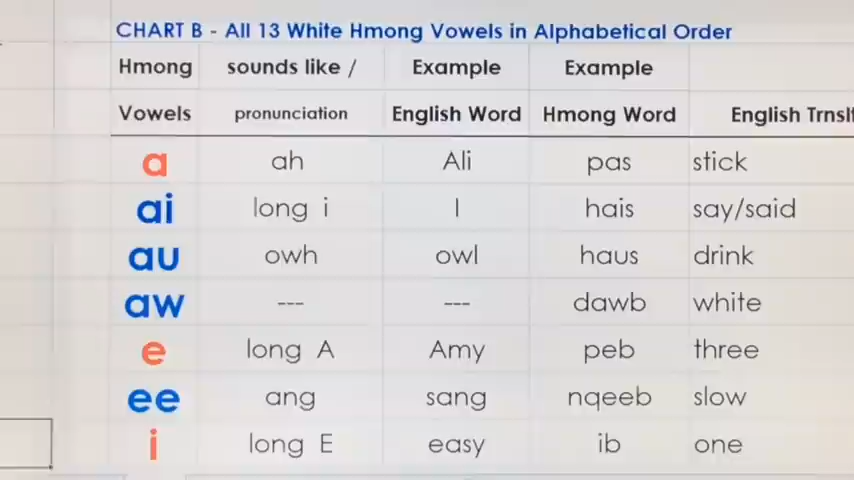 CHART B - All 13 White Hmong Vowels in Alphabetical Order
Hmong sounds like / Example Example
Vowels pronunciation English Word Hmong Word English Trnsl
a ah Ali pas stick
ai long i I hais say/said
au owh owl haus drink
aw --- --- dawb white
e long A Amy peb three
ee ang sang nqeeb slow
i long E easy ib one